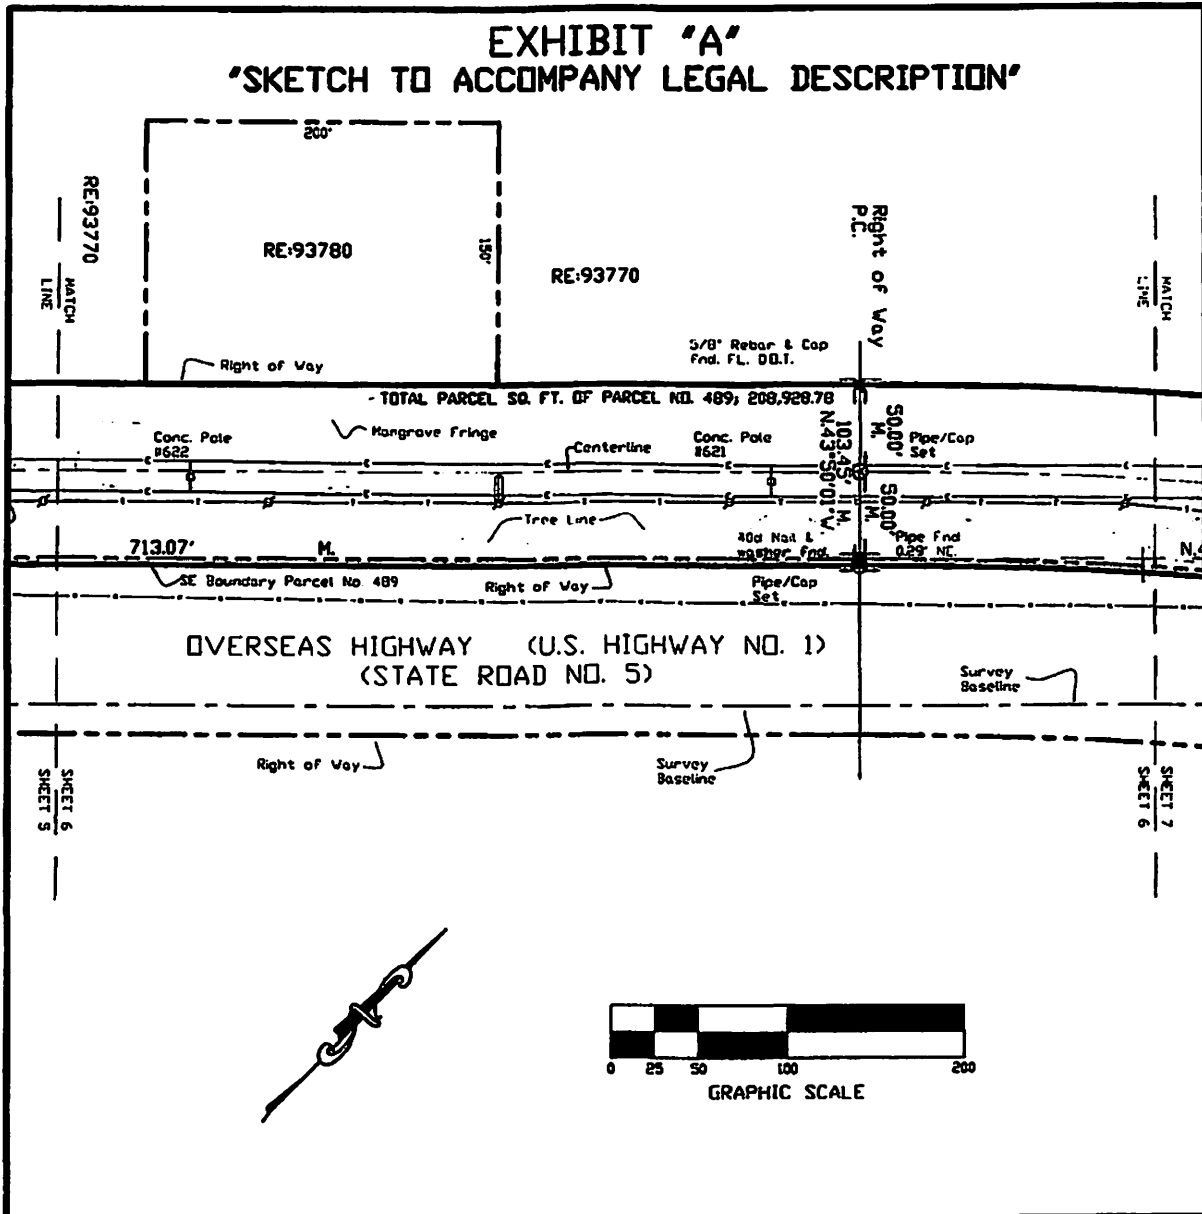 EXHIBIT "A"
"SKETCH TO ACCOMPANY LEGAL DESCRIPTION"
200'
RE:93770
RE:93780
150'
RE:93770
Right of Way
P.C.
MATCH
LINE
MATCH
LINE
5/8" Rebar & Cap
Fnd. FL. D.O.T.
Right of Way
- TOTAL PARCEL SQ. FT. OF PARCEL NO. 489; 208,928.78
Mangrove Fringe
Conc. Pole
#622
Centerline
Conc. Pole
#621
50.00'
M.
103.45' M.
N.43°50'01"W.
Pipe/Cap
Set
50.00'
M.
Tree Line
713.07'
M.
40d Nail &
washer Fnd.
Pipe Fnd
0.29' NE.
SE Boundary Parcel No. 489
Right of Way
Pipe/Cap
Set
OVERSEAS HIGHWAY (U.S. HIGHWAY NO. 1)
(STATE ROAD NO. 5)
Survey
Baseline
Right of Way
Survey
Baseline
SHEET 6
SHEET 5
SHEET 7
SHEET 6
0 25 50 100 200
GRAPHIC SCALE